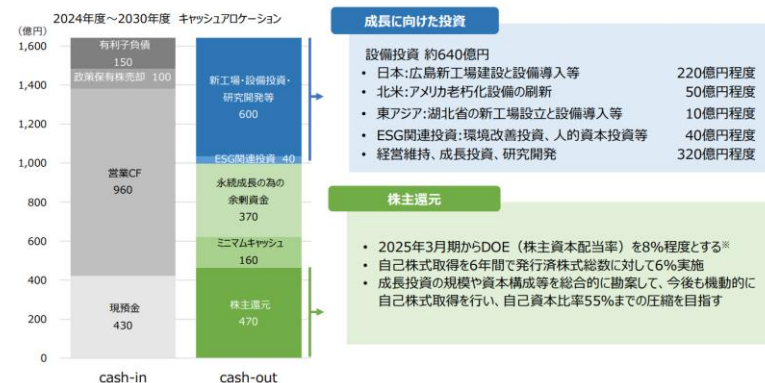 2024年度～2030年度 キャッシュアロケーション
(億円)
1,600
1,400
1,200
1,000
800
600
400
200
0
有利子負債
150
政策保有株売却 100
営業CF
960
現預金
430
cash-in
新工場・設備投資・
研究開発等
600
ESG関連投資 40
永続成長の為の
余剰資金
370
ミニマムキャッシュ
160
株主還元
470
cash-out
成長に向けた投資
設備投資 約640億円
• 日本:広島新工場建設と設備導入等 220億円程度
• 北米:アメリカ老朽化設備の刷新 50億円程度
• 東アジア:湖北省の新工場設立と設備導入等 10億円程度
• ESG関連投資:環境改善投資、人的資本投資等 40億円程度
• 経営維持、成長投資、研究開発 320億円程度
株主還元
• 2025年3月期からDOE（株主資本配当率）を8%程度とする※
• 自己株式取得を6年間で発行済株式総数に対して6%実施
• 成長投資の規模や資本構成等を総合的に勘案して、今後も機動的に
自己株式取得を行い、自己資本比率55%までの圧縮を目指す